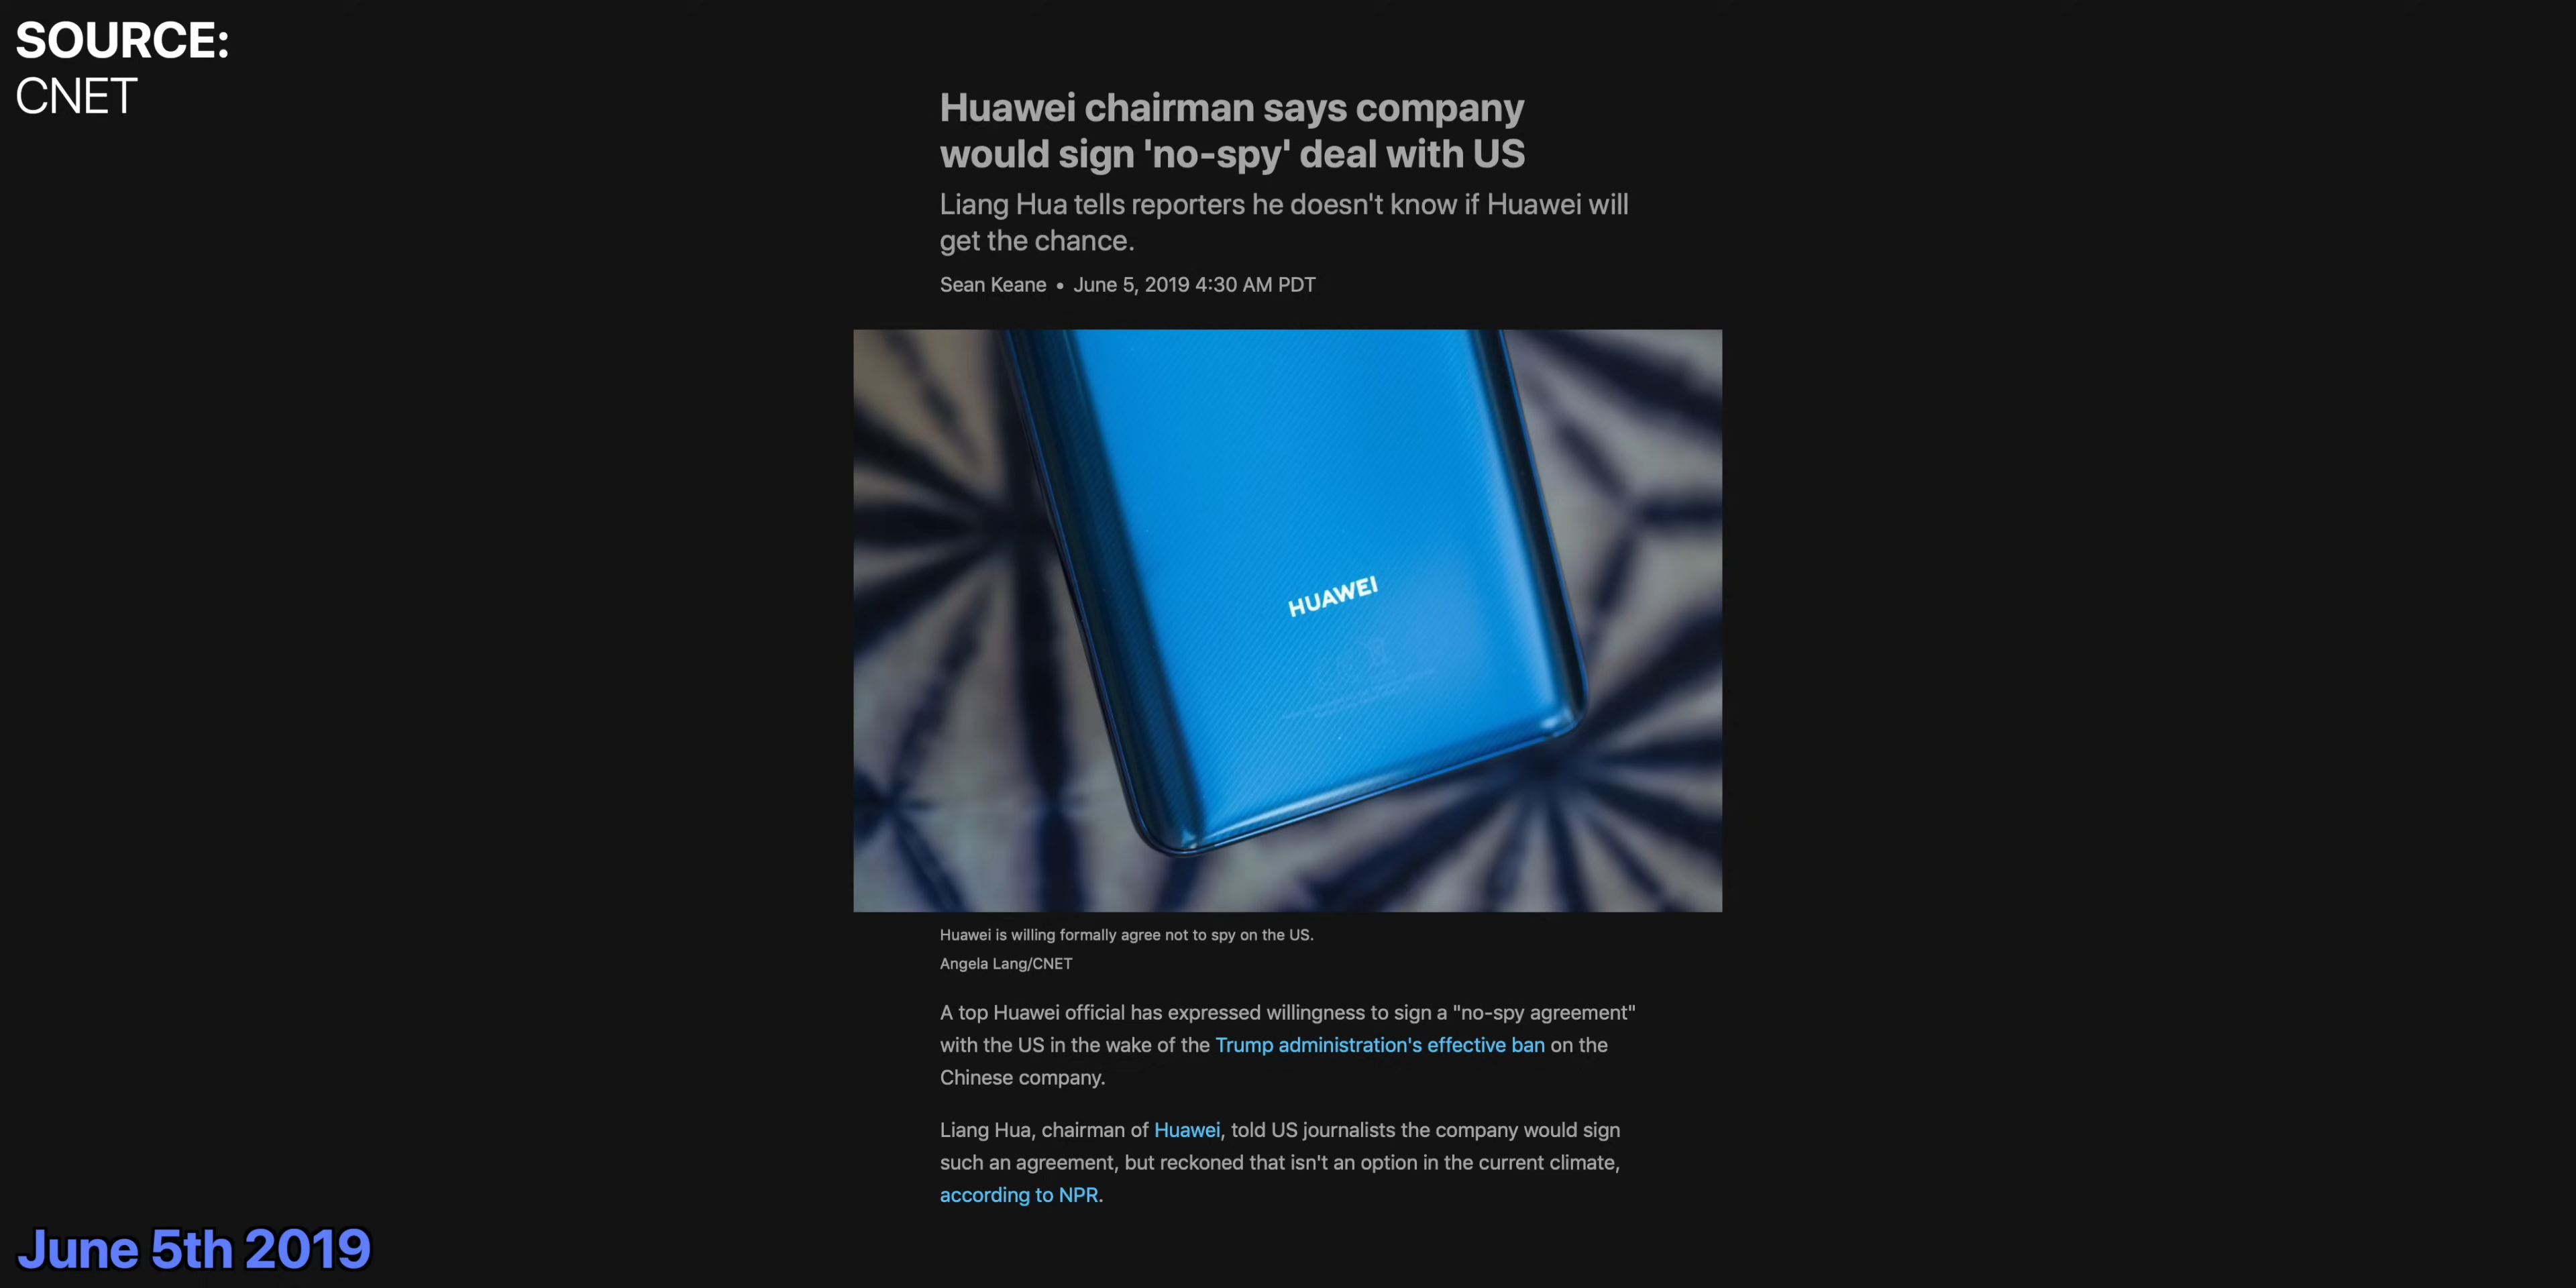 SOURCE:
CNET
Huawei chairman says company
would sign 'no-spy' deal with US
Liang Hua tells reporters he doesn't know if Huawei will
get the chance.
Sean Keane • June 5, 2019 4:30 AM PDT
HUAWEI
Huawei is willing formally agree not to spy on the US.
Angela Lang/CNET
A top Huawei official has expressed willingness to sign a "no-spy agreement"
with the US in the wake of the Trump administration's effective ban on the
Chinese company.
Liang Hua, chairman of Huawei, told US journalists the company would sign
such an agreement, but reckoned that isn't an option in the current climate,
according to NPR.
June 5th 2019